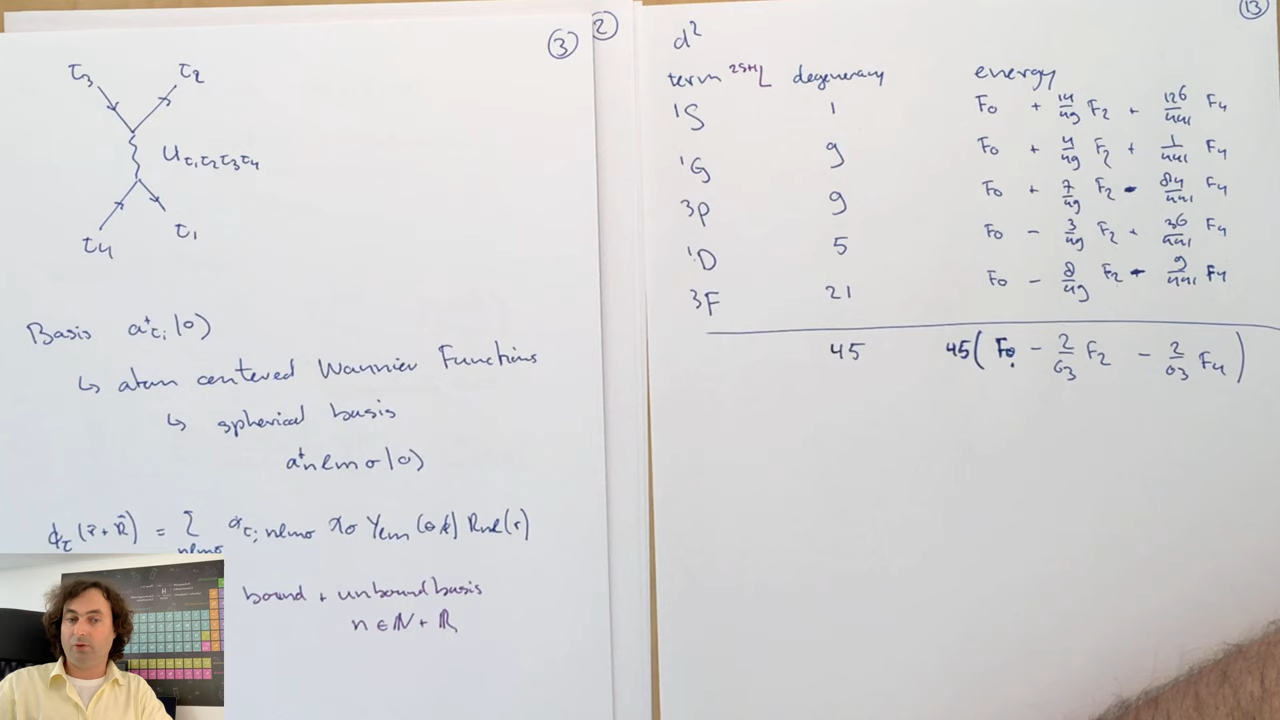 ③
②
τ₃ τ₂
U τ₁τ₂τ₃τ₄
τ₄ τ₁
Basis a⁺τᵢ|0⟩
↳ atom centered Wannier Functions
↳ spherical basis
a⁺nlmσ|0⟩
ϕτ(r⃗+R⃗) = Σ nlmσ ατ;nlmσ χσ Yℓm(θ,ϕ) Rnℓ(r)
bound + unbound basis
n ∈ ℕ + ℝ
⑬
d²
term ²ˢ⁺¹L degeneracy energy
¹S 1 F₀ + 14/49 F₂ + 126/441 F₄
¹G 9 F₀ + 4/49 F₂ + 1/441 F₄
³P 9 F₀ + 7/49 F₂ - 84/441 F₄
¹D 5 F₀ - 3/49 F₂ + 36/441 F₄
³F 21 F₀ - 8/49 F₂ - 9/441 F₄
45 45( F₀ - 2/63 F₂ - 2/63 F₄ )